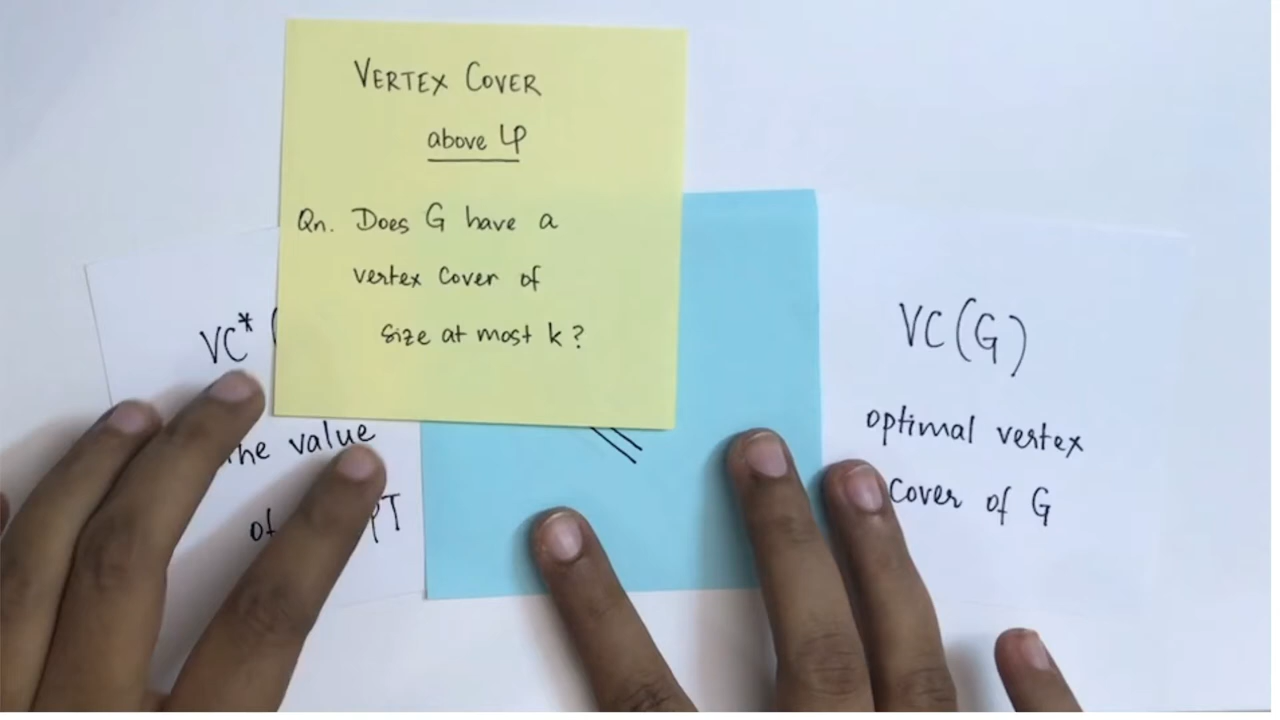 VERTEX COVER
above LP
Qn. Does G have a
vertex cover of
size at most k?
VC* (
the value
of
VC(G)
optimal vertex
cover of G